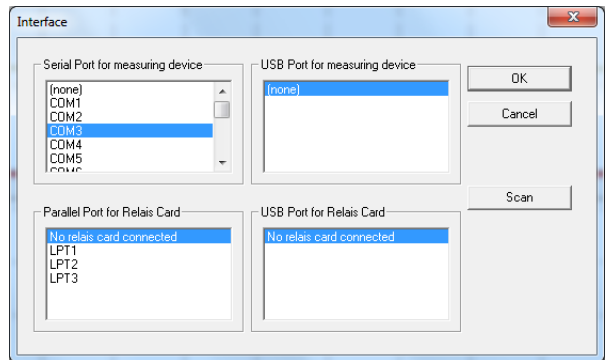 Interface
Serial Port for measuring device
(none)
COM1
COM2
COM3
COM4
COM5
USB Port for measuring device
(none)
OK
Cancel
Scan
Parallel Port for Relais Card
No relais card connected
LPT1
LPT2
LPT3
USB Port for Relais Card
No relais card connected